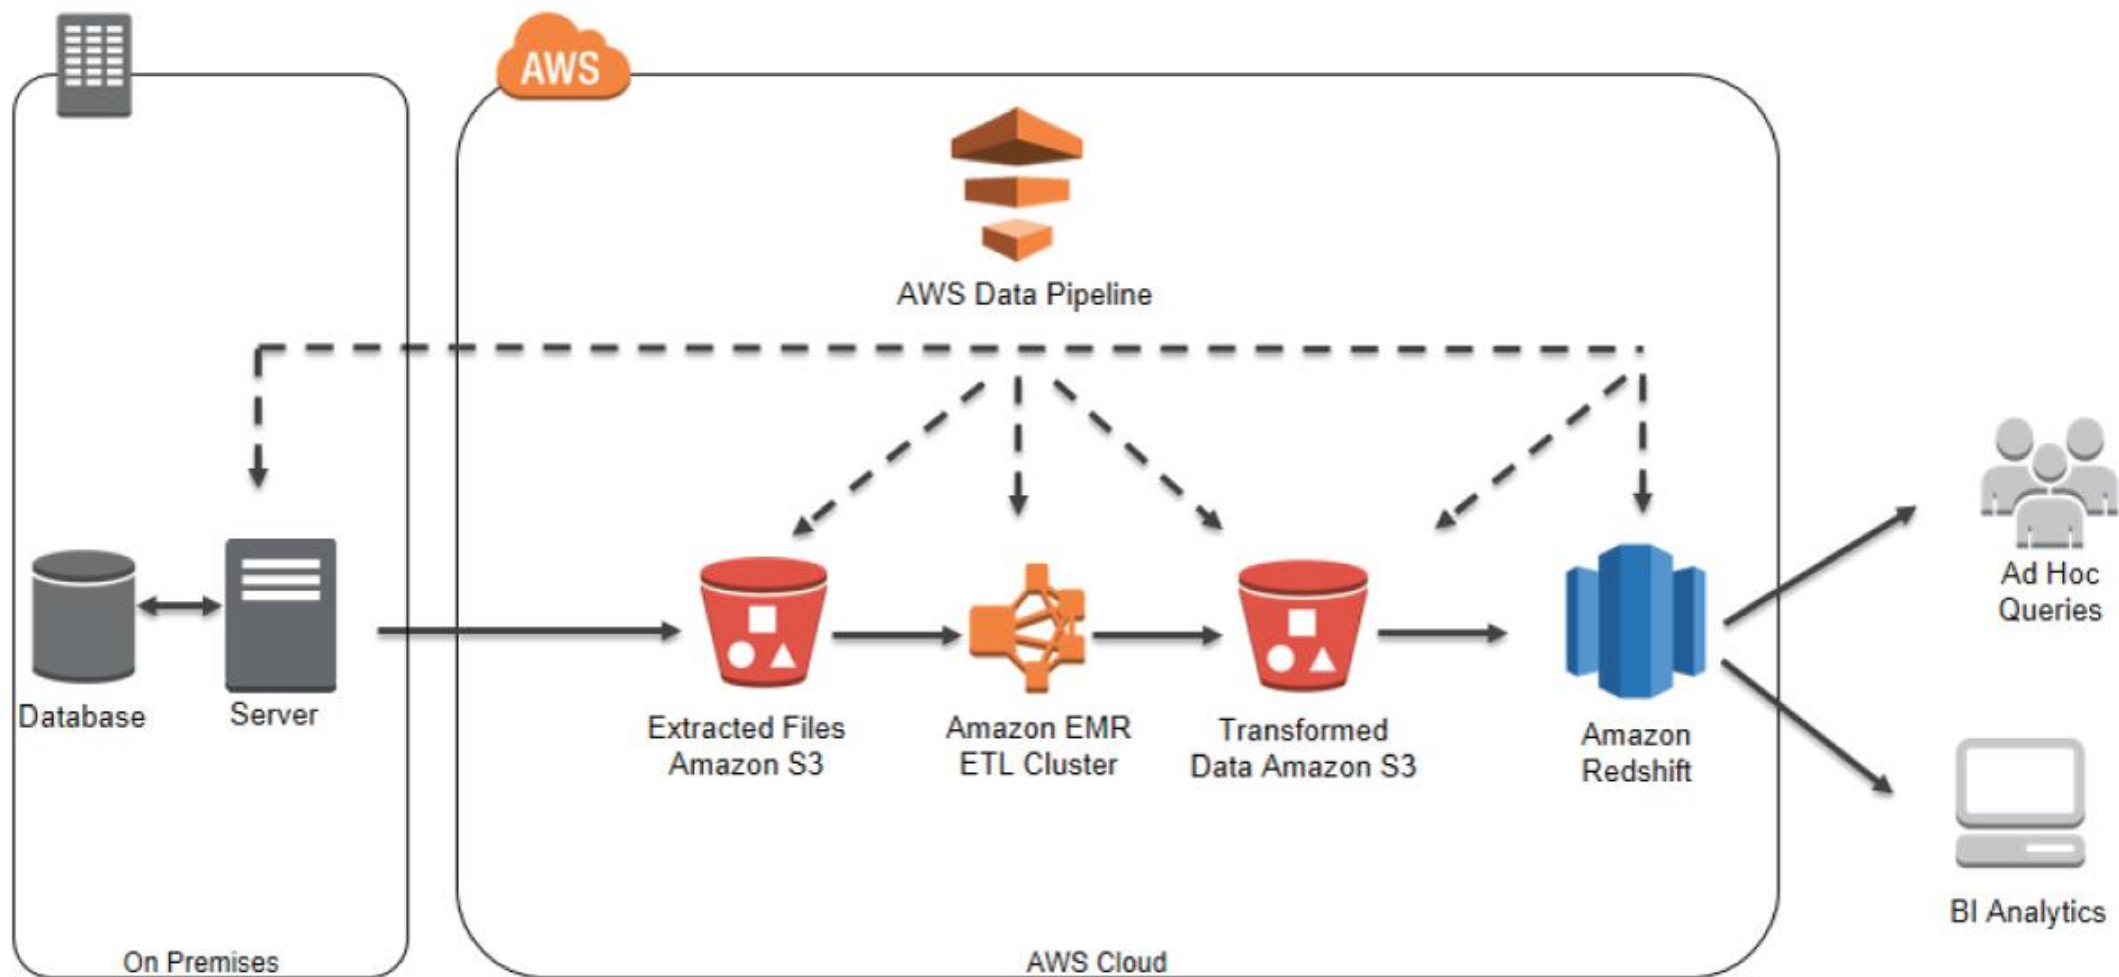 AWS
AWS Data Pipeline
Database
Server
Extracted Files
Amazon S3
Amazon EMR
ETL Cluster
Transformed
Data Amazon S3
Amazon
Redshift
Ad Hoc
Queries
BI Analytics
On Premises
AWS Cloud